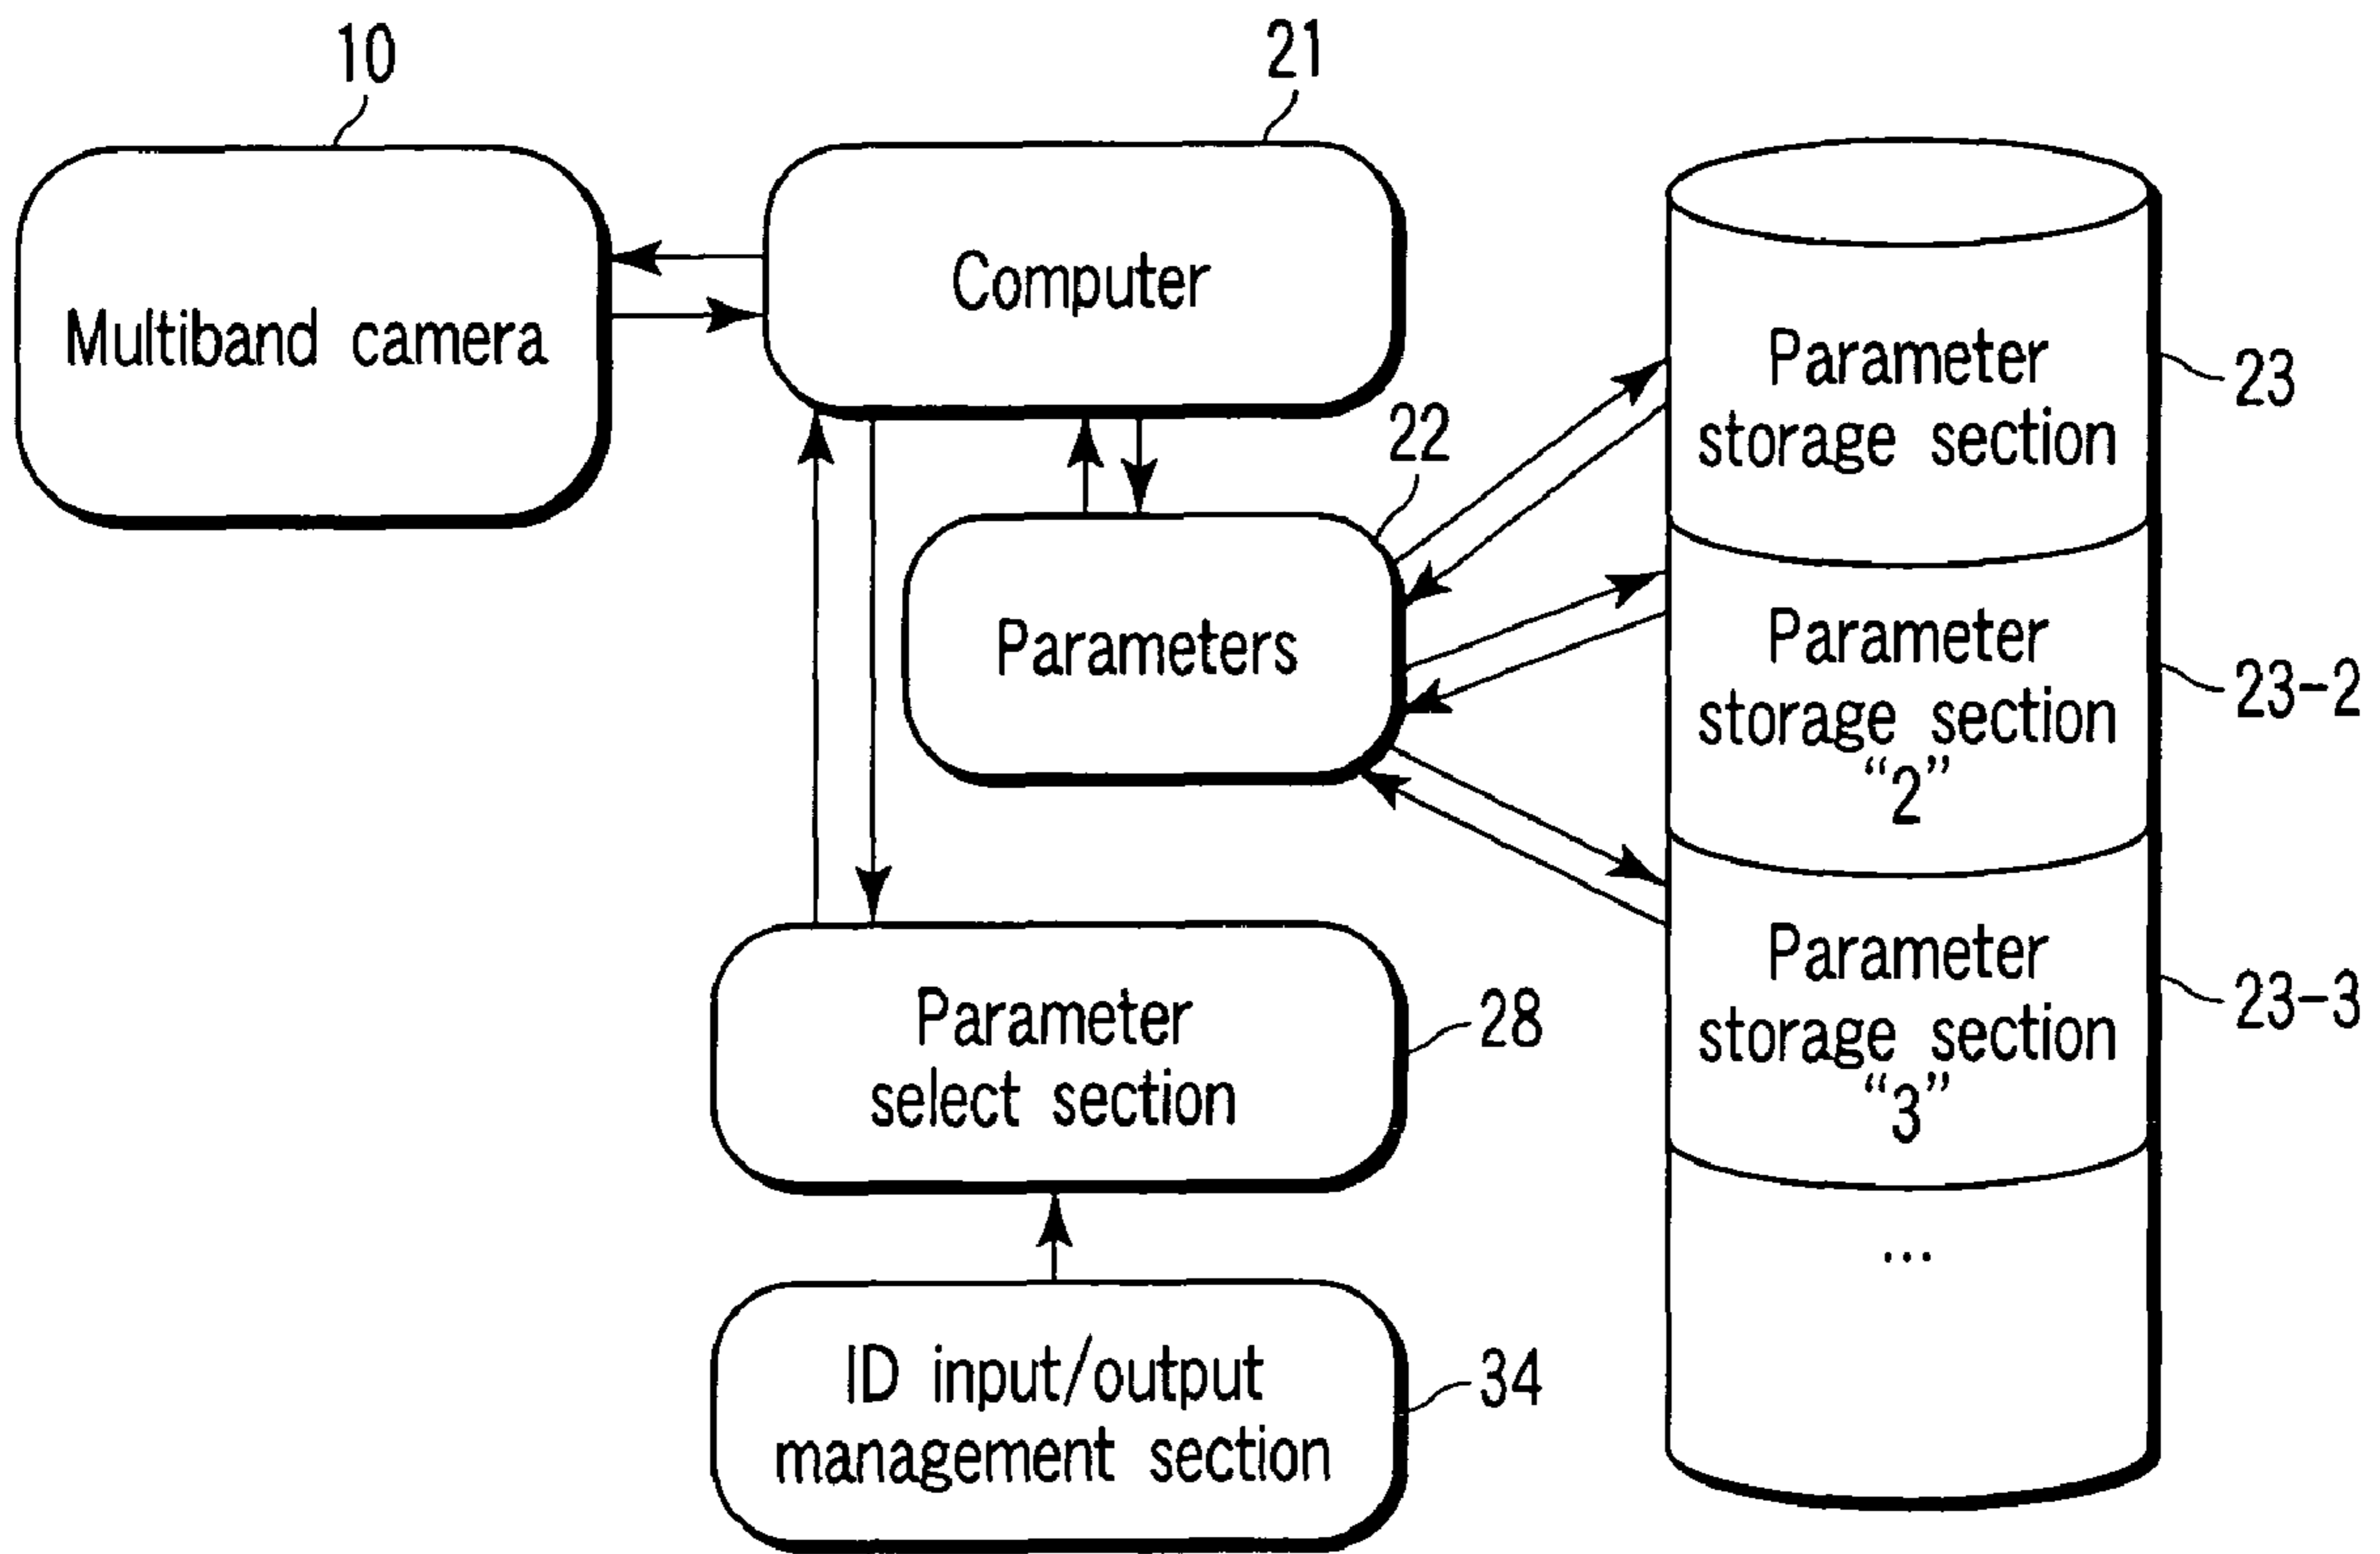 10
21
Multiband camera
Computer
22
Parameters
Parameter
storage section
23
Parameter
storage section
“2”
23-2
Parameter
storage section
“3”
23-3
...
Parameter
select section
28
ID input/output
management section
34